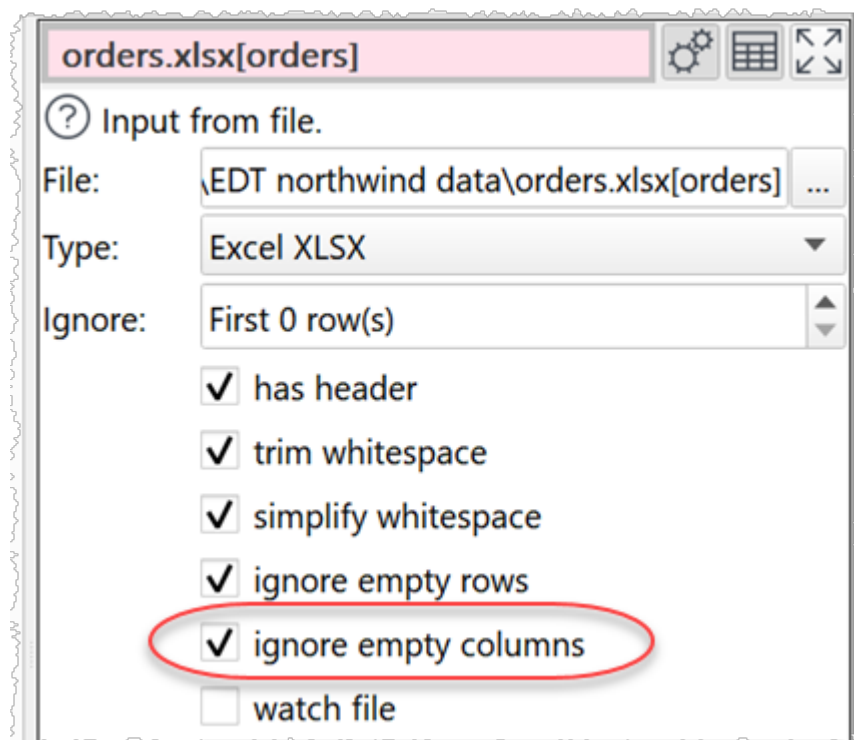 orders.xlsx[orders]
? Input from file.
File: \EDT northwind data\orders.xlsx[orders] ...
Type: Excel XLSX
Ignore: First 0 row(s)
has header
trim whitespace
simplify whitespace
ignore empty rows
ignore empty columns
watch file